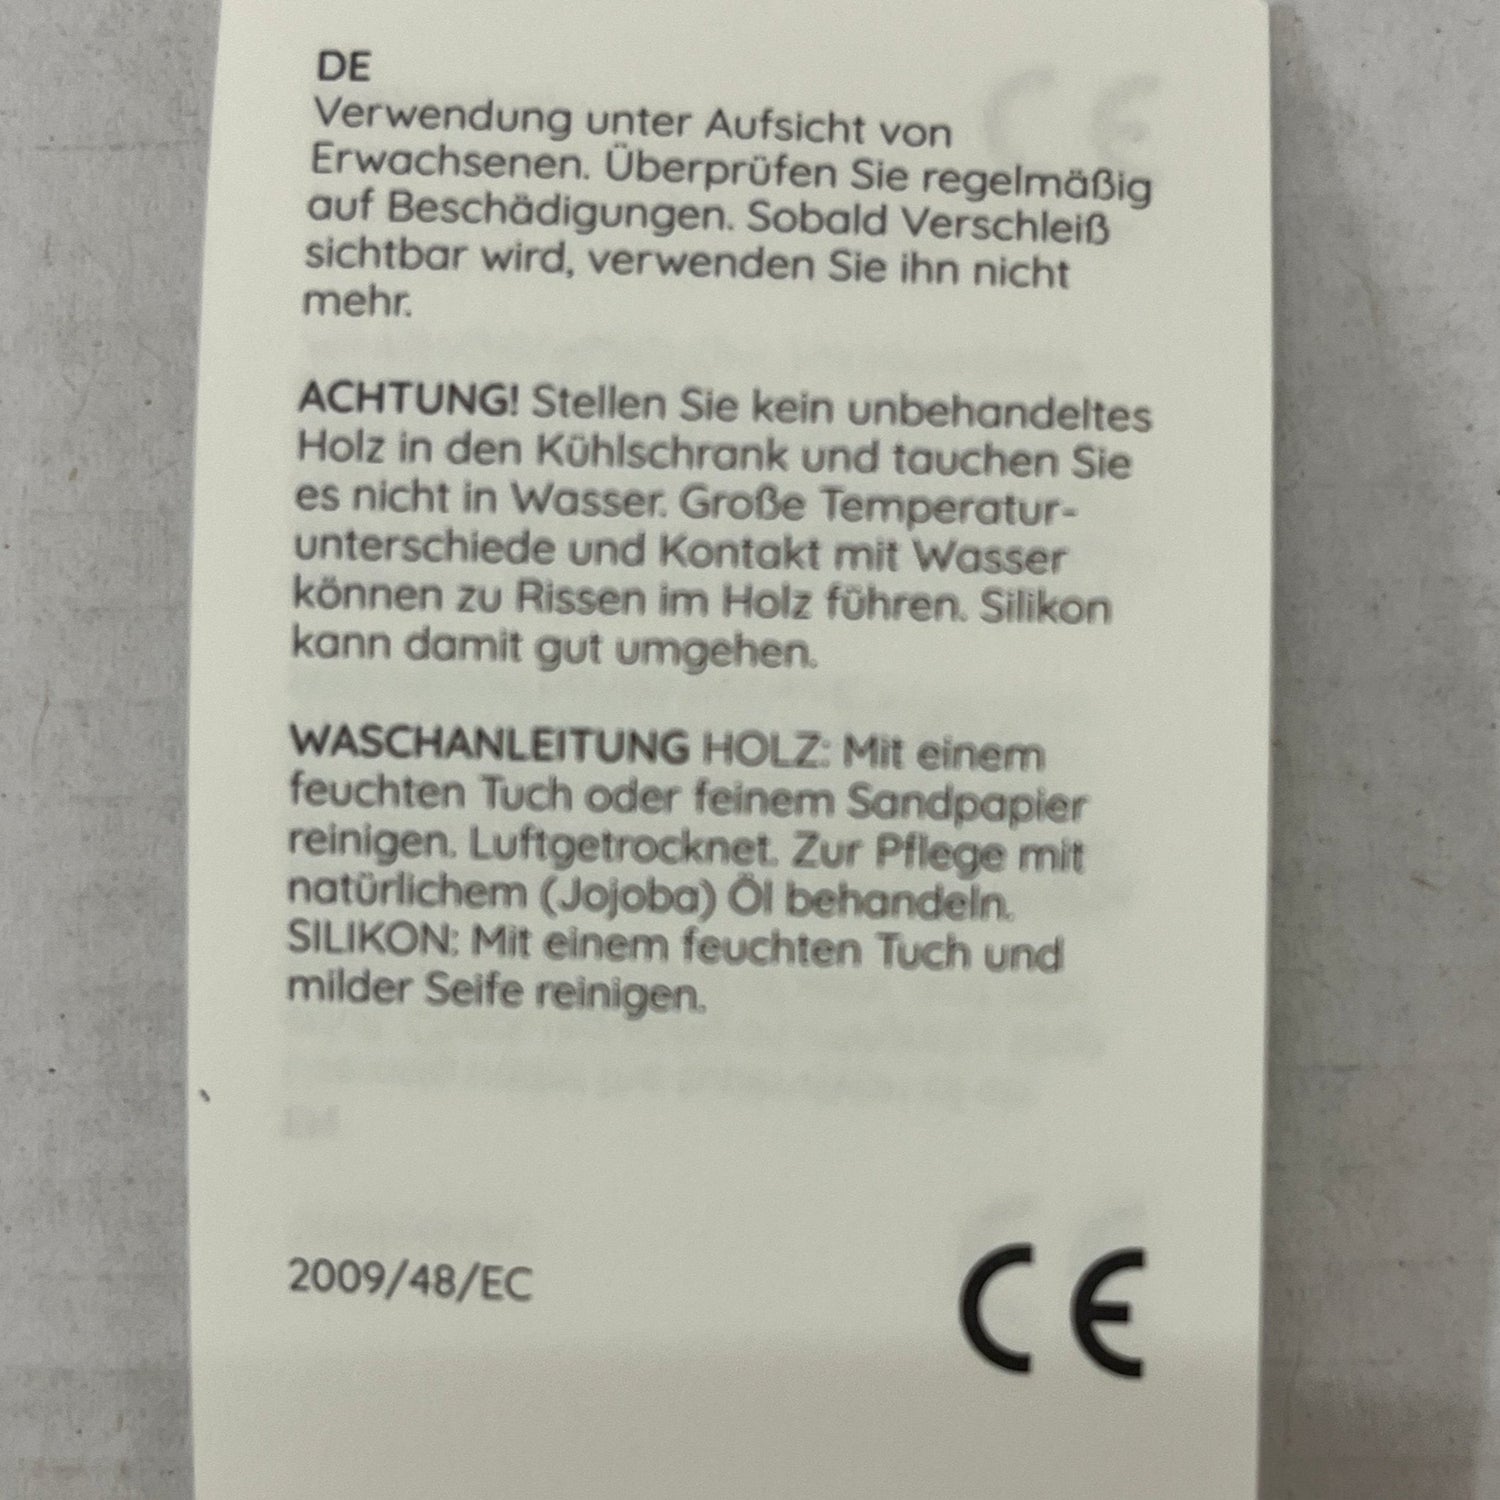 DE
Verwendung unter Aufsicht von
Erwachsenen. Überprüfen Sie regelmäßig
auf Beschädigungen. Sobald Verschleiß
sichtbar wird, verwenden Sie ihn nicht
mehr.
ACHTUNG! Stellen Sie kein unbehandeltes
Holz in den Kühlschrank und tauchen Sie
es nicht in Wasser. Große Temperatur-
unterschiede und Kontakt mit Wasser
können zu Rissen im Holz führen. Silikon
kann damit gut umgehen.
WASCHANLEITUNG HOLZ: Mit einem
feuchten Tuch oder feinem Sandpapier
reinigen. Luftgetrocknet. Zur Pflege mit
natürlichem (Jojoba) Öl behandeln.
SILIKON: Mit einem feuchten Tuch und
milder Seife reinigen.
2009/48/EC
CE